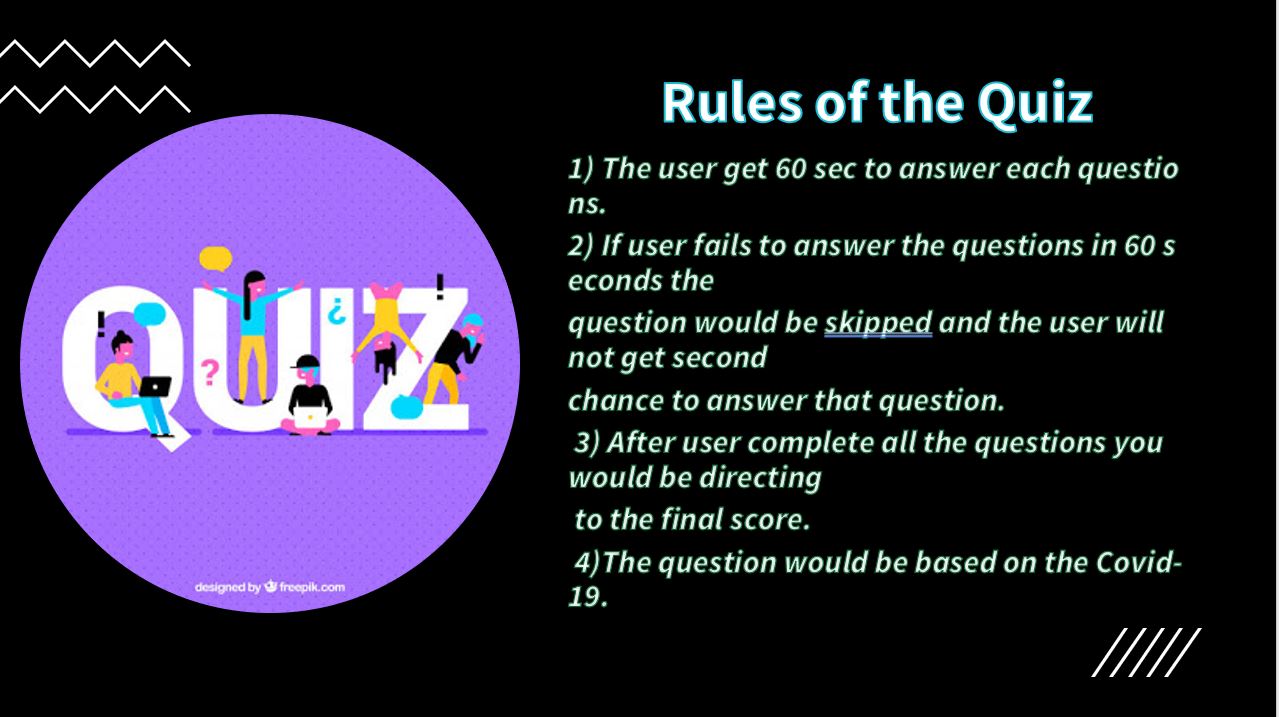 Rules of the Quiz
1) The user get 60 sec to answer each questio
ns.
2) If user fails to answer the questions in 60 s
econds the
question would be skipped and the user will
not get second
chance to answer that question.
3) After user complete all the questions you
would be directing
to the final score.
4)The question would be based on the Covid-
19.
QUIZ
! ? ¿ !
designed by freepik.com